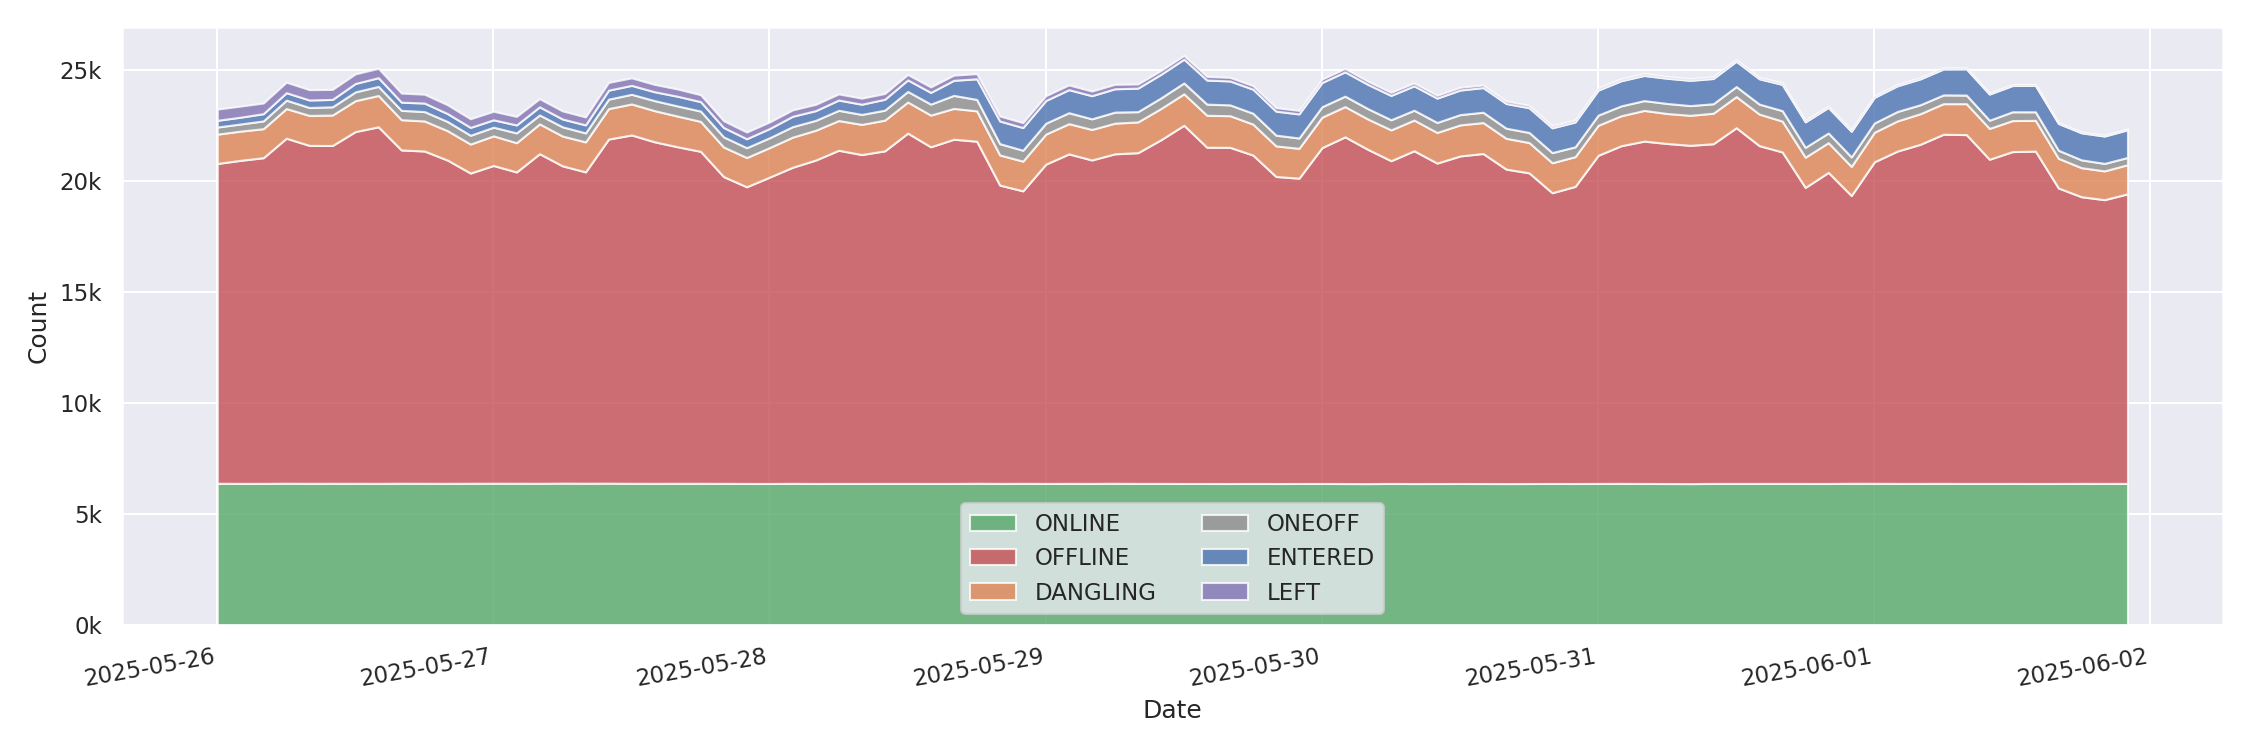 25k
20k
15k
10k
5k
0k
Count
ONLINE
OFFLINE
DANGLING
ONEOFF
ENTERED
LEFT
2025-05-26
2025-05-27
2025-05-28
2025-05-29
2025-05-30
2025-05-31
2025-06-01
2025-06-02
Date